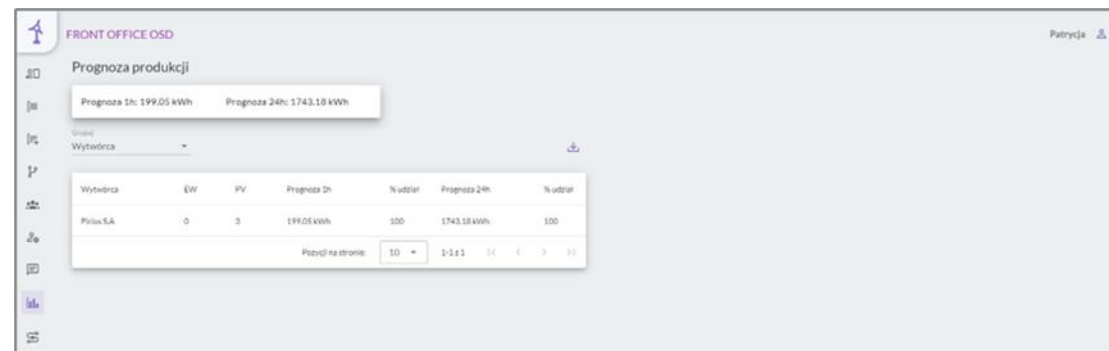 FRONT OFFICE OSD
Patrycja
Prognoza produkcji
Prognoza 1h: 199.05 kWh Prognoza 24h: 1743.18 kWh
Grupuj
Wytwórca
Wytwórca EW PV Prognoza 1h % udział Prognoza 24h % udział
Pirios S.A. 0 3 199.05 kWh 100 1743.18 kWh 100
Pozycji na stronie: 10 1-1 z 1